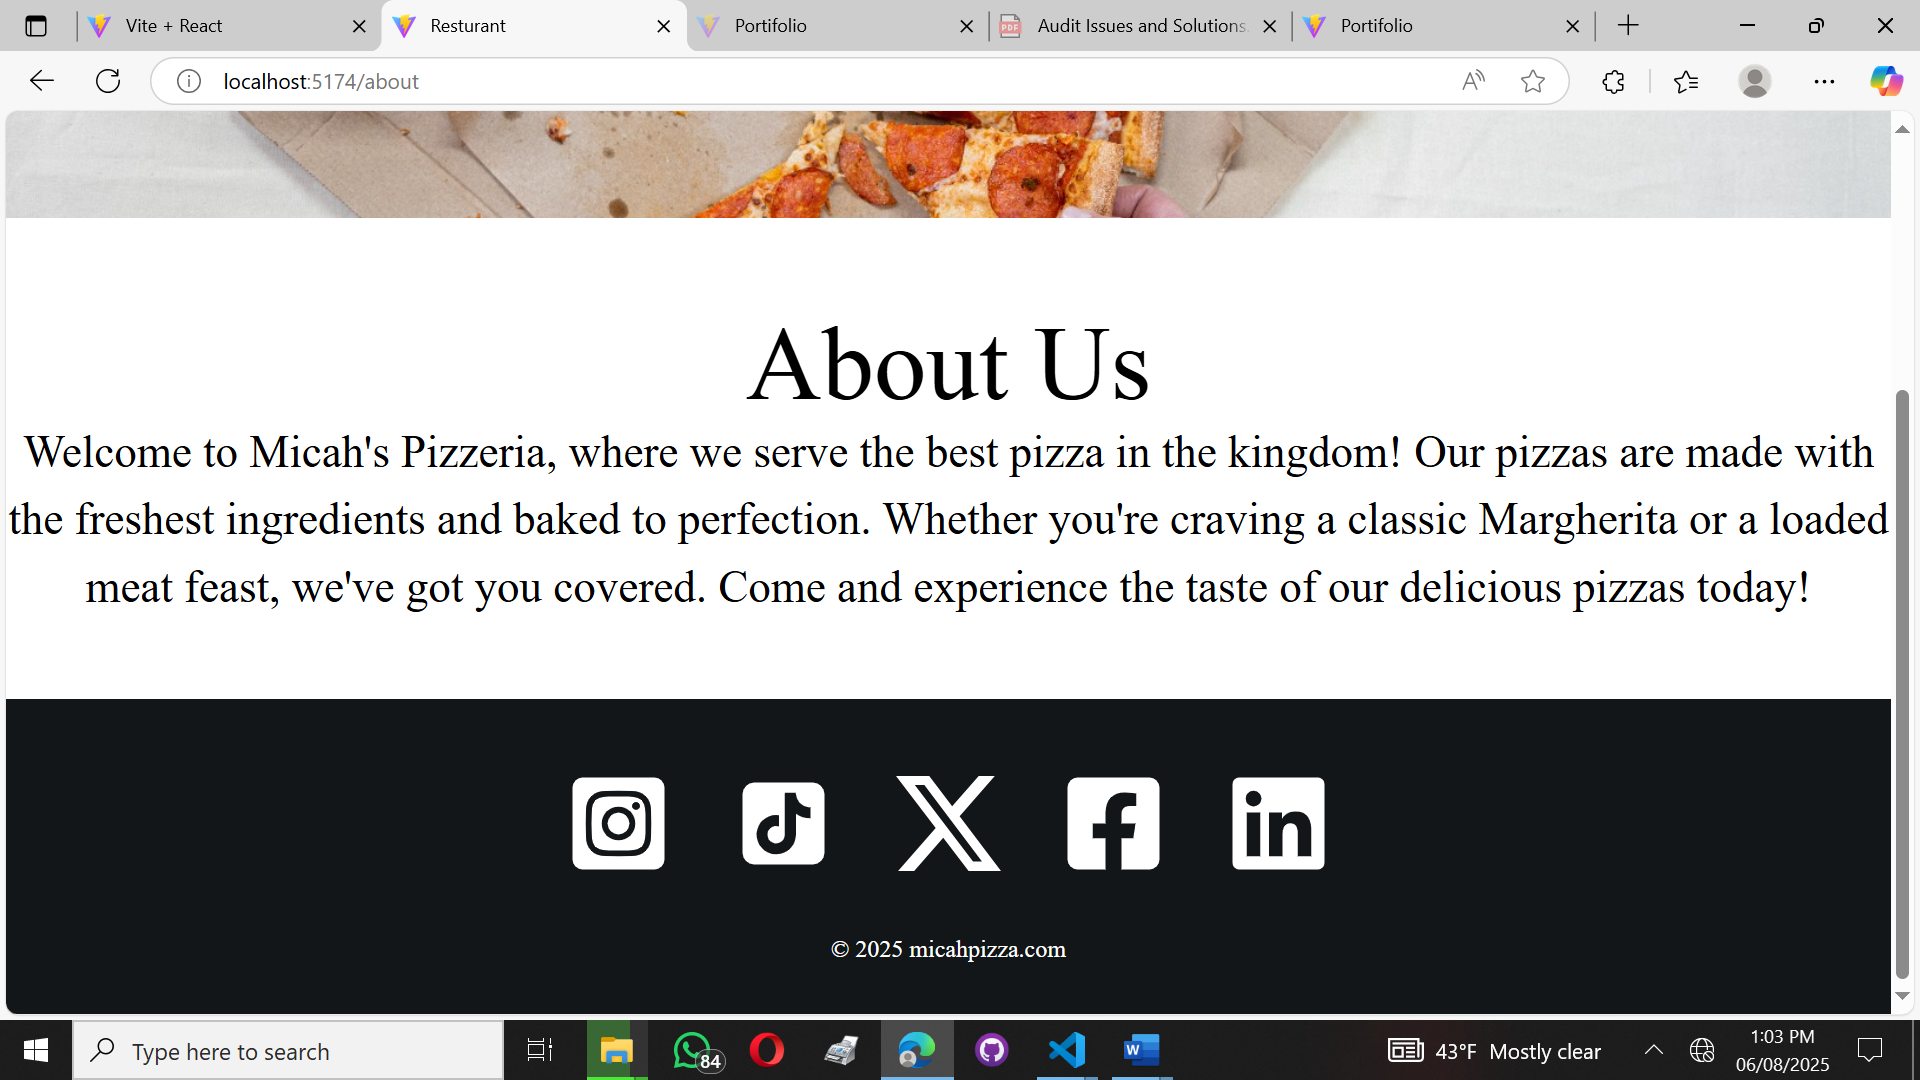 Vite + React
Resturant
Portifolio
PDF
Audit Issues and Solutions.
Portifolio
localhost:5174/about
About Us
Welcome to Micah's Pizzeria, where we serve the best pizza in the kingdom! Our pizzas are made with
the freshest ingredients and baked to perfection. Whether you're craving a classic Margherita or a loaded
meat feast, we've got you covered. Come and experience the taste of our delicious pizzas today!
© 2025 micahpizza.com
Type here to search
84
43°F Mostly clear
1:03 PM
06/08/2025